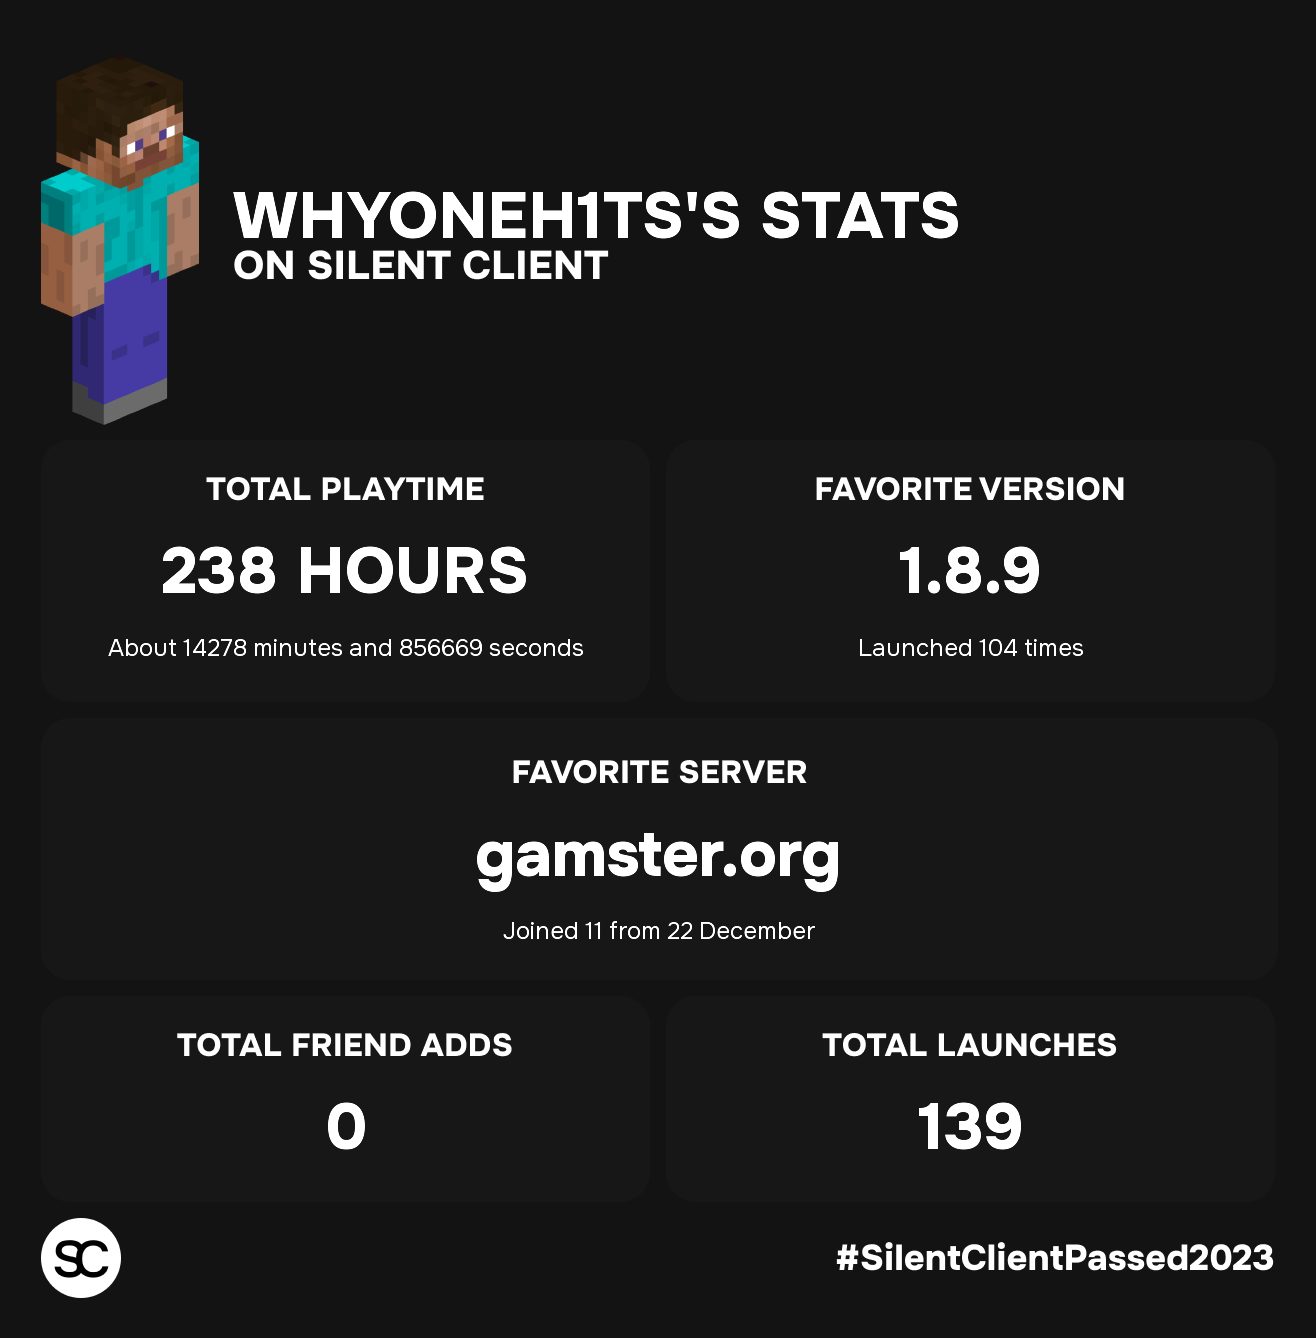 WHYONEH1TS'S STATS
ON SILENT CLIENT
TOTAL PLAYTIME
238 HOURS
About 14278 minutes and 856669 seconds
FAVORITE VERSION
1.8.9
Launched 104 times
FAVORITE SERVER
gamster.org
Joined 11 from 22 December
TOTAL FRIEND ADDS
0
TOTAL LAUNCHES
139
SC
#SilentClientPassed2023